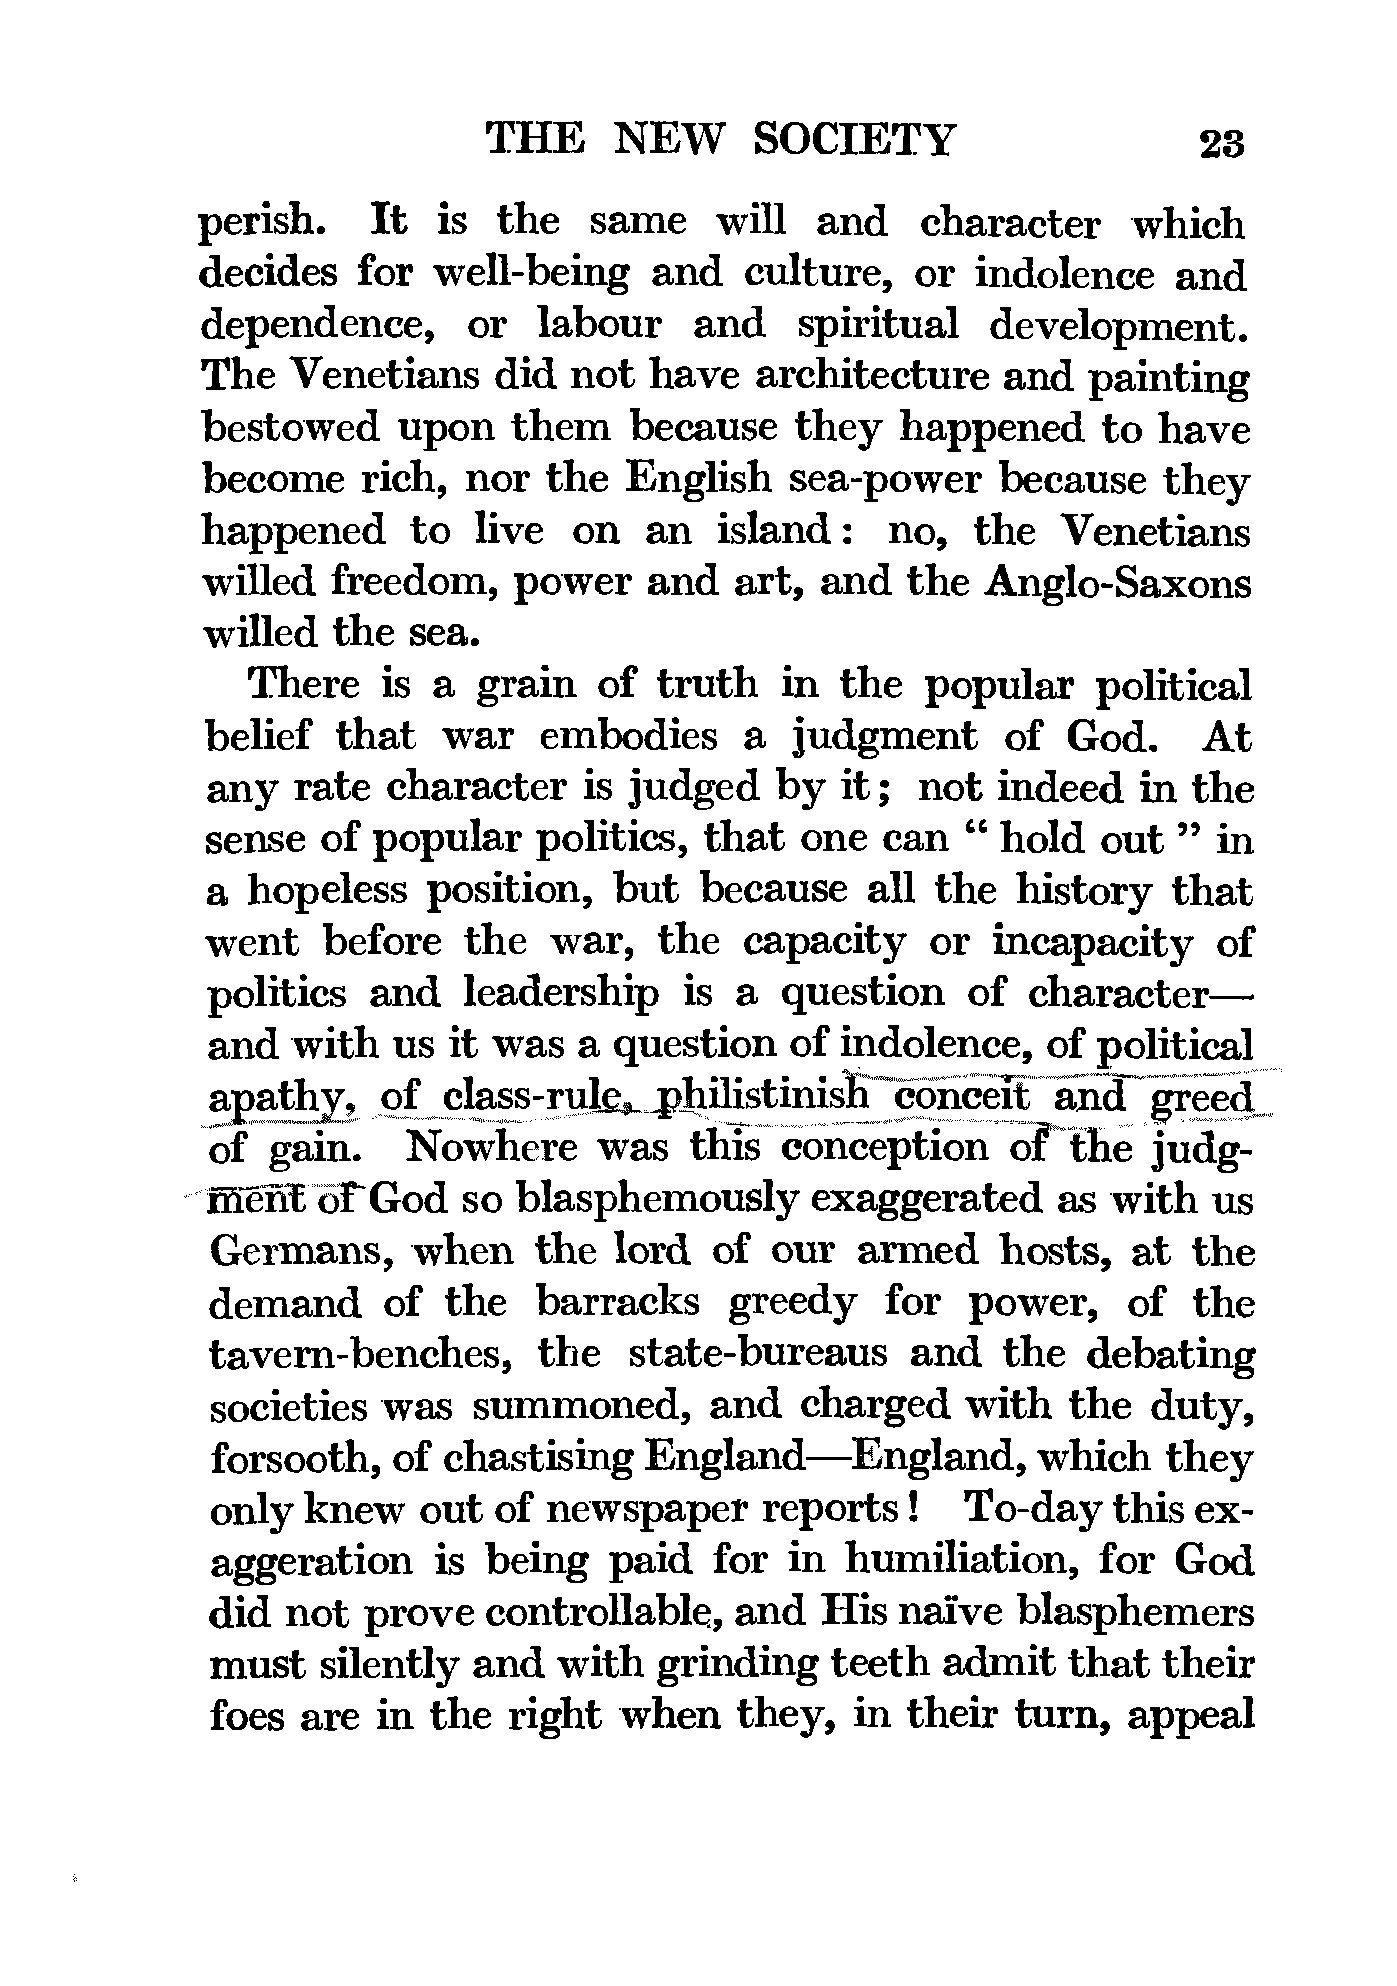 THE NEW SOCIETY 23
perish. It is the same will and character which
decides for well-being and culture, or indolence and
dependence, or labour and spiritual development.
The Venetians did not have architecture and painting
bestowed upon them because they happened to have
become rich, nor the English sea-power because they
happened to live on an island : no, the Venetians
willed freedom, power and art, and the Anglo-Saxons
willed the sea.
There is a grain of truth in the popular political
belief that war embodies a judgment of God. At
any rate character is judged by it ; not indeed in the
sense of popular politics, that one can “ hold out ” in
a hopeless position, but because all the history that
went before the war, the capacity or incapacity of
politics and leadership is a question of character—
and with us it was a question of indolence, of political
apathy, of class-rule, philistinish conceit and greed
of gain. Nowhere was this conception of the judg-
ment of God so blasphemously exaggerated as with us
Germans, when the lord of our armed hosts, at the
demand of the barracks greedy for power, of the
tavern-benches, the state-bureaus and the debating
societies was summoned, and charged with the duty,
forsooth, of chastising England—England, which they
only knew out of newspaper reports ! To-day this ex-
aggeration is being paid for in humiliation, for God
did not prove controllable, and His naïve blasphemers
must silently and with grinding teeth admit that their
foes are in the right when they, in their turn, appeal